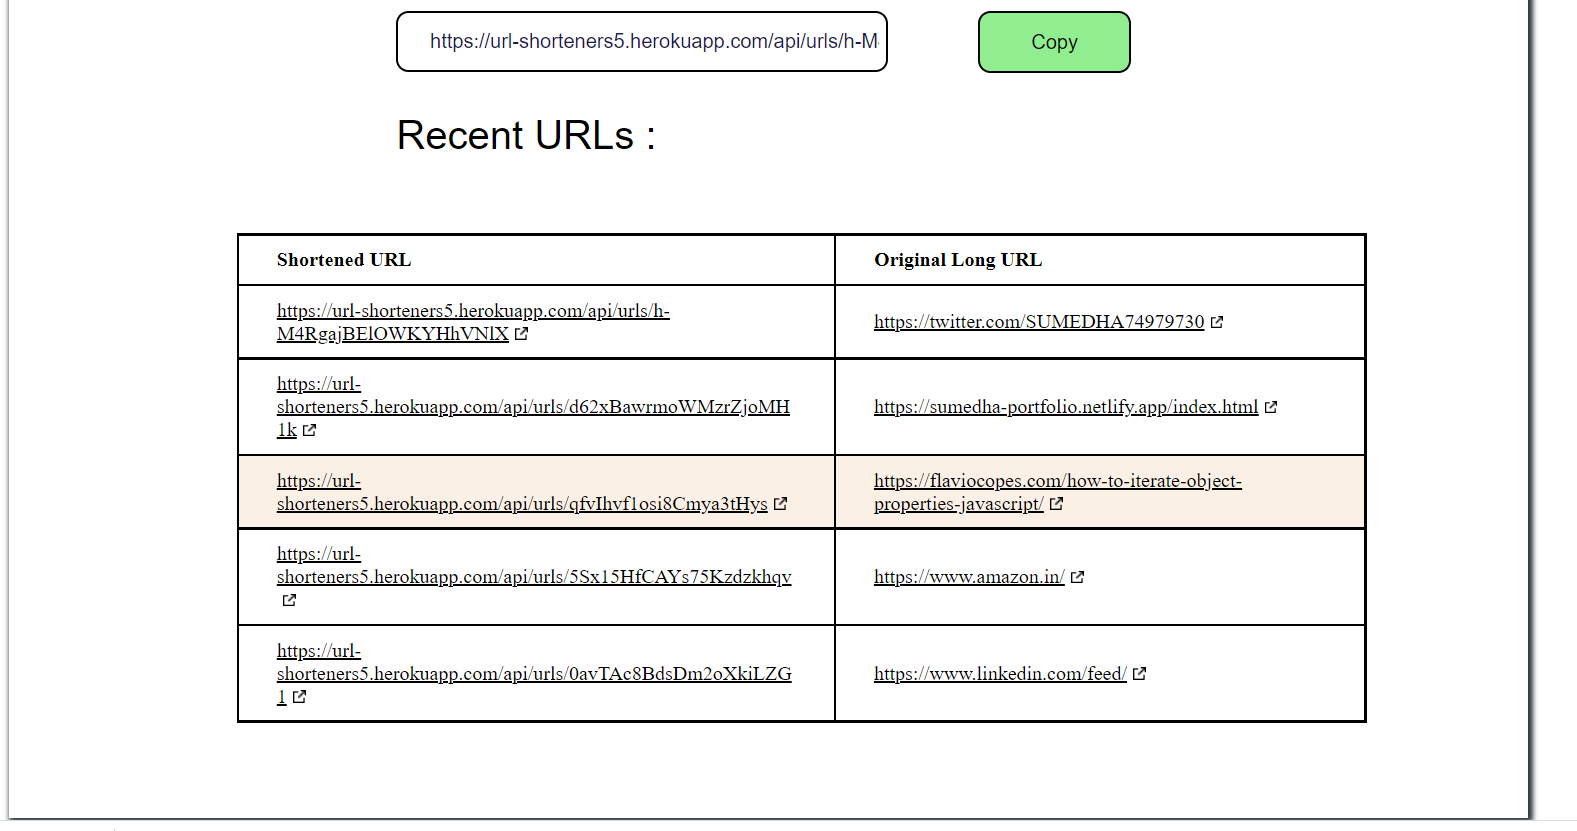 https://url-shorteners5.herokuapp.com/api/urls/h-M
Copy
Recent URLs :
Shortened URL
Original Long URL
https://url-shorteners5.herokuapp.com/api/urls/h-
M4RgajBElOWKYHhVNlX
https://twitter.com/SUMEDHA74979730
https://url-
shorteners5.herokuapp.com/api/urls/d62xBawrmoWMzrZjoMH
1k
https://sumedha-portfolio.netlify.app/index.html
https://url-
shorteners5.herokuapp.com/api/urls/qfvIhvf1osi8Cmya3tHys
https://flaviocopes.com/how-to-iterate-object-
properties-javascript/
https://url-
shorteners5.herokuapp.com/api/urls/5Sx15HfCAYs75Kzdzkhqv
https://www.amazon.in/
https://url-
shorteners5.herokuapp.com/api/urls/0avTAc8BdsDm2oXkiLZG
1
https://www.linkedin.com/feed/